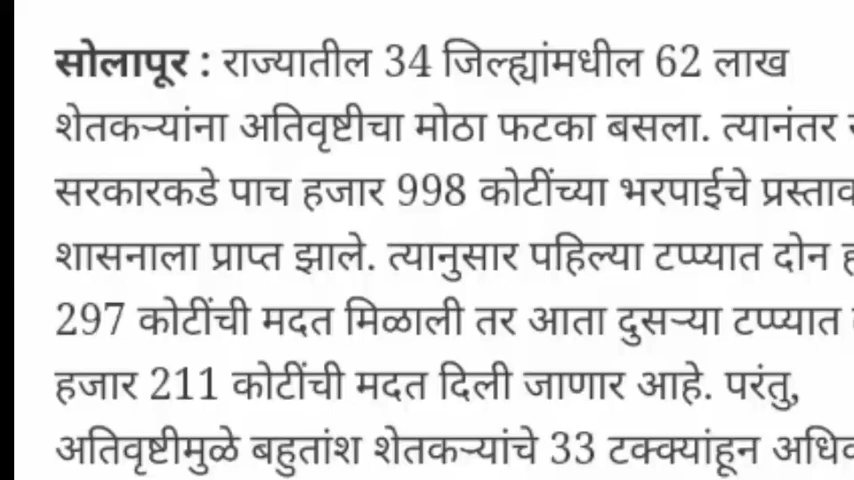 सोलापूर : राज्यातील 34 जिल्ह्यांमधील 62 लाख
शेतकऱ्यांना अतिवृष्टीचा मोठा फटका बसला. त्यानंतर
सरकारकडे पाच हजार 998 कोटींच्या भरपाईचे
शासनाला प्राप्त झाले. त्यानुसार पहिल्या टप्प्यात दोन
297 कोटींची मदत मिळाली तर आता दुसऱ्या टप्प्यात
हजार 211 कोटींची मदत दिली जाणार आहे. परंतु,
अतिवृष्टीमुळे बहुतांश शेतकऱ्यांचे 33 टक्क्यांहून